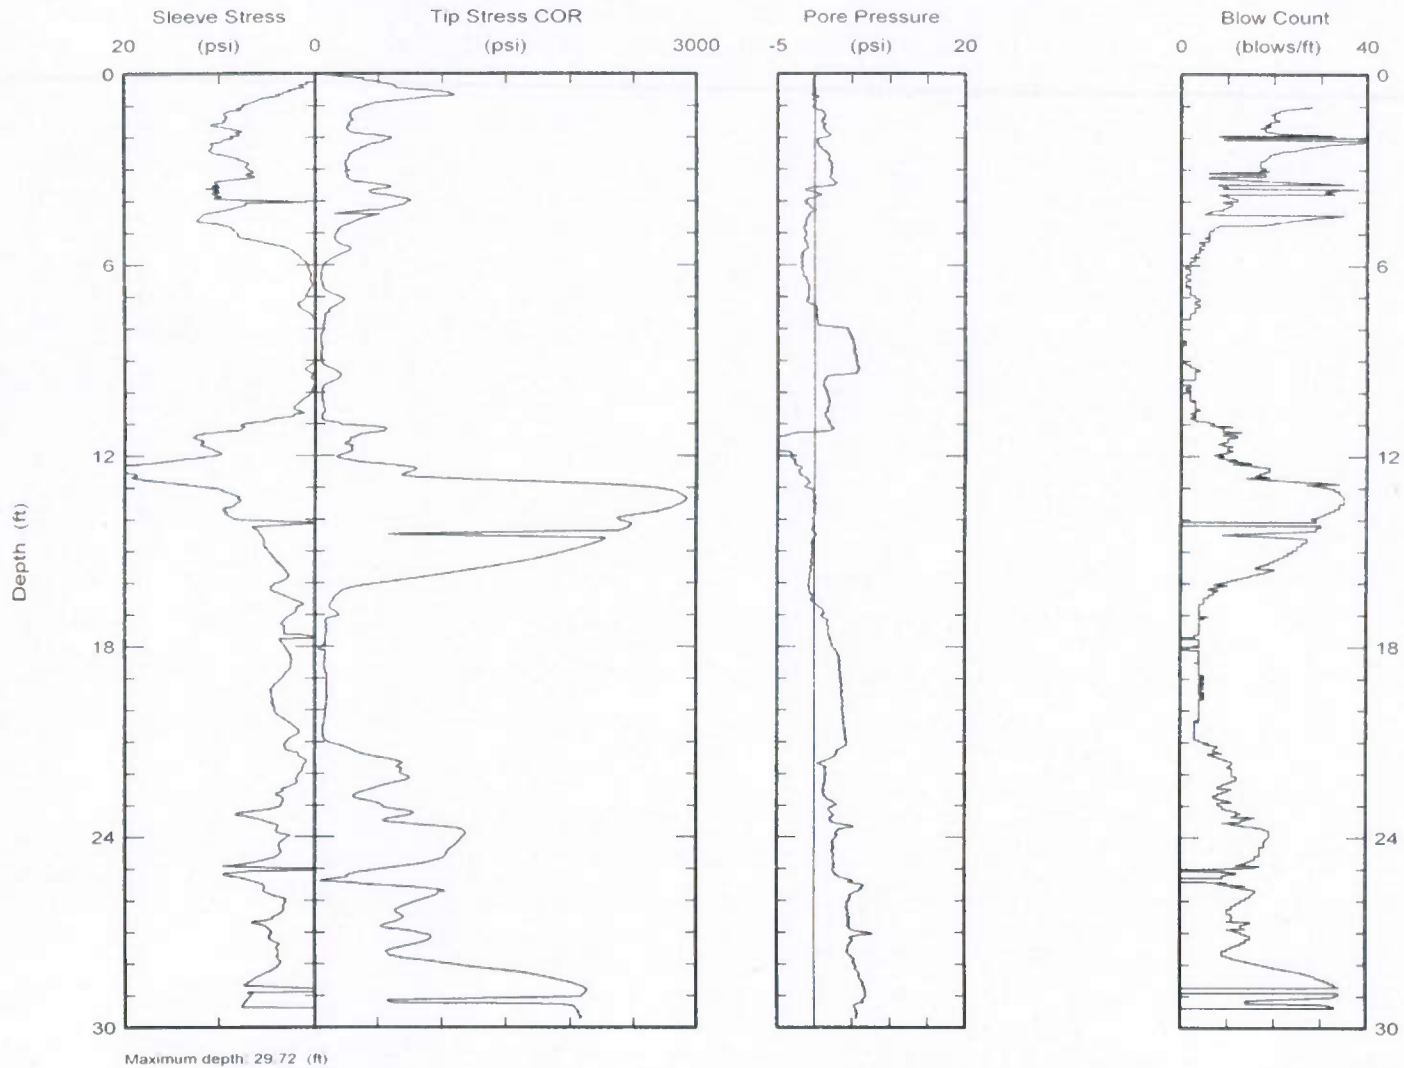 Sleeve Stress Tip Stress COR Pore Pressure Blow Count
20 (psi) 0 (psi) 3000 -5 (psi) 20 0 (blows/ft) 40
0 0
6 6
12 12
Depth (ft)
18 18
24 24
30 30
Maximum depth: 29.72 (ft)